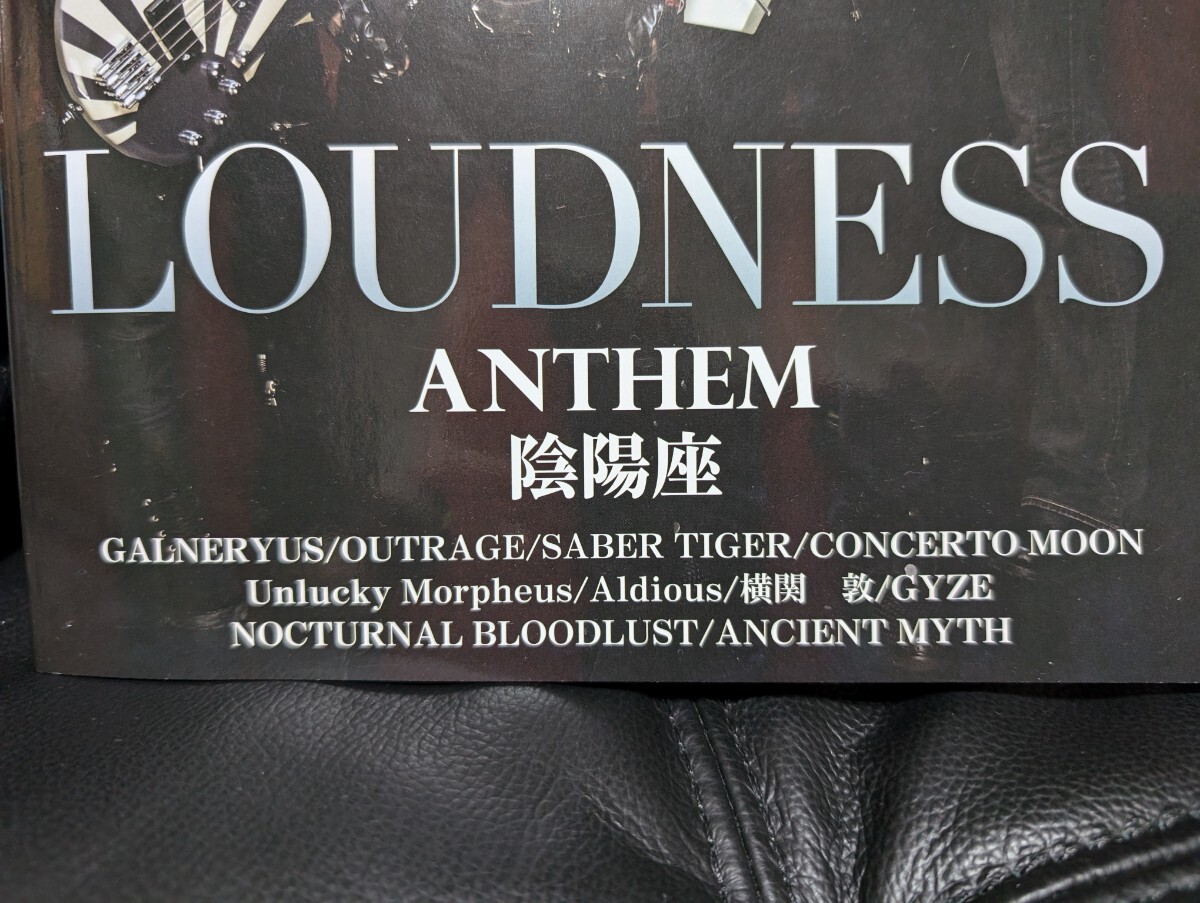 LOUDNESS
ANTHEM
陰陽座
GALNERYUS/OUTRAGE/SABER TIGER/CONCERTO MOON
Unlucky Morpheus/Aldious/横関　敦/GYZE
NOCTURNAL BLOODLUST/ANCIENT MYTH